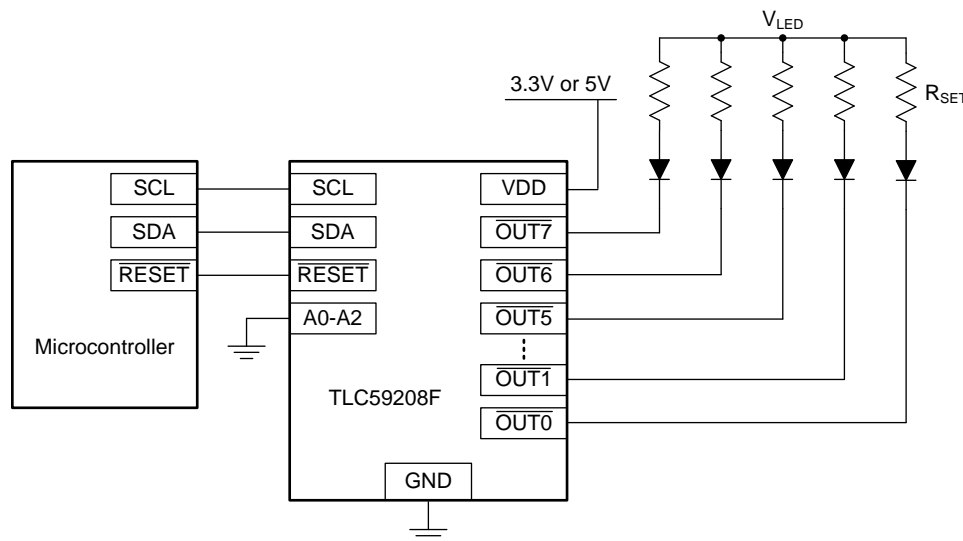 V_LED
3.3V or 5V
R_SET
SCL
SDA
RESET
Microcontroller
SCL
SDA
RESET
A0-A2
TLC59208F
GND
VDD
OUT7
OUT6
OUT5
OUT1
OUT0